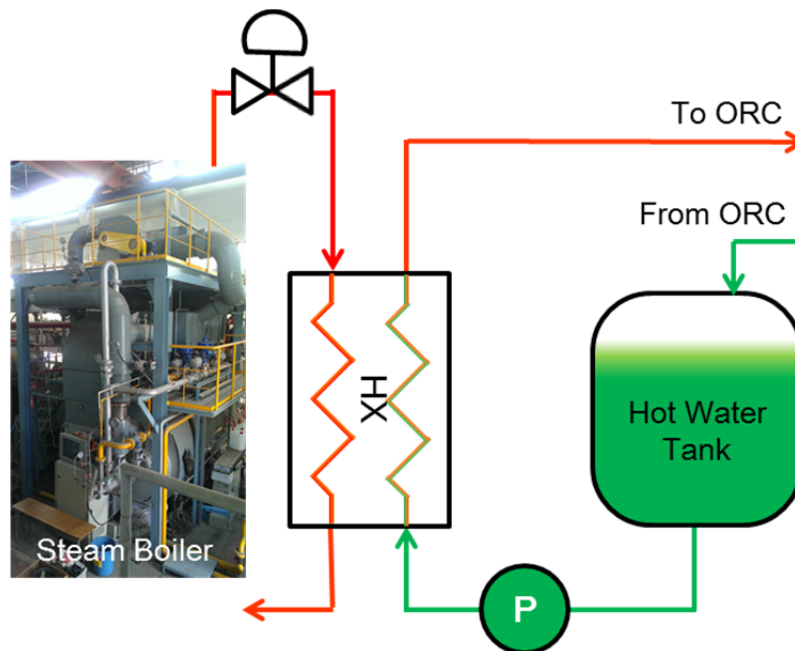 To ORC
From ORC
HX
Hot Water
Tank
Steam Boiler
P